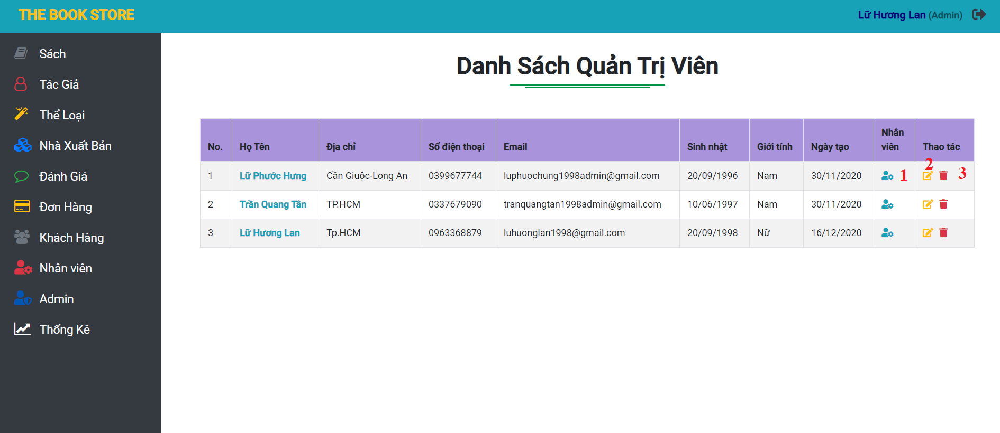 THE BOOK STORE
Lữ Hương Lan (Admin)
Sách
Tác Giả
Thể Loại
Nhà Xuất Bản
Đánh Giá
Đơn Hàng
Khách Hàng
Nhân viên
Admin
Thống Kê
Danh Sách Quản Trị Viên
No. Họ Tên Địa chỉ Số điện thoại Email Sinh nhật Giới tính Ngày tạo Nhân viên Thao tác
1 Lữ Phước Hưng Cần Giuộc-Long An 0399677744 luphuochung1998admin@gmail.com 20/09/1996 Nam 30/11/2020 1 2 3
2 Trần Quang Tân TP.HCM 0337679090 tranquangtan1998admin@gmail.com 10/06/1997 Nam 30/11/2020
3 Lữ Hương Lan Tp.HCM 0963368879 luhuonglan1998@gmail.com 20/09/1998 Nữ 16/12/2020